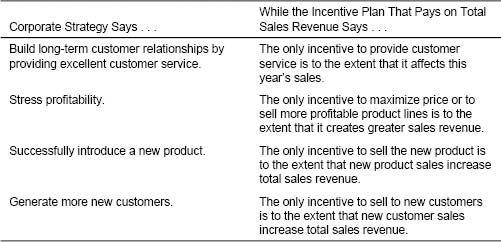 Corporate Strategy Says . . .
While the Incentive Plan That Pays on Total
Sales Revenue Says . . .
Build long-term customer relationships by
providing excellent customer service.
The only incentive to provide customer
service is to the extent that it affects this
year's sales.
Stress profitability.
The only incentive to maximize price or to
sell more profitable product lines is to the
extent that it creates greater sales revenue.
Successfully introduce a new product.
The only incentive to sell the new product is
to the extent that new product sales increase
total sales revenue.
Generate more new customers.
The only incentive to sell to new customers
is to the extent that new customer sales
increase total sales revenue.